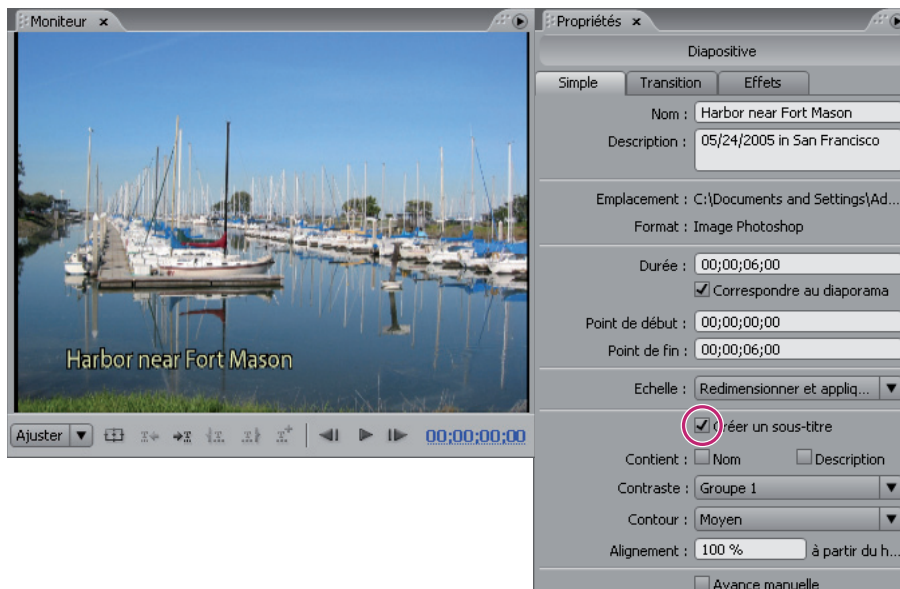 Moniteur ×
Harbor near Fort Mason
Ajuster
00;00;00;00
Propriétés ×
Diapositive
Simple Transition Effets
Nom : Harbor near Fort Mason
Description : 05/24/2005 in San Francisco
Emplacement : C:\Documents and Settings\Ad...
Format : Image Photoshop
Durée : 00;00;06;00
Correspondre au diaporama
Point de début : 00;00;00;00
Point de fin : 00;00;06;00
Echelle : Redimensionner et appliq...
Créer un sous-titre
Contient : Nom Description
Contraste : Groupe 1
Contour : Moyen
Alignement : 100 % à partir du h...
Avance manuelle